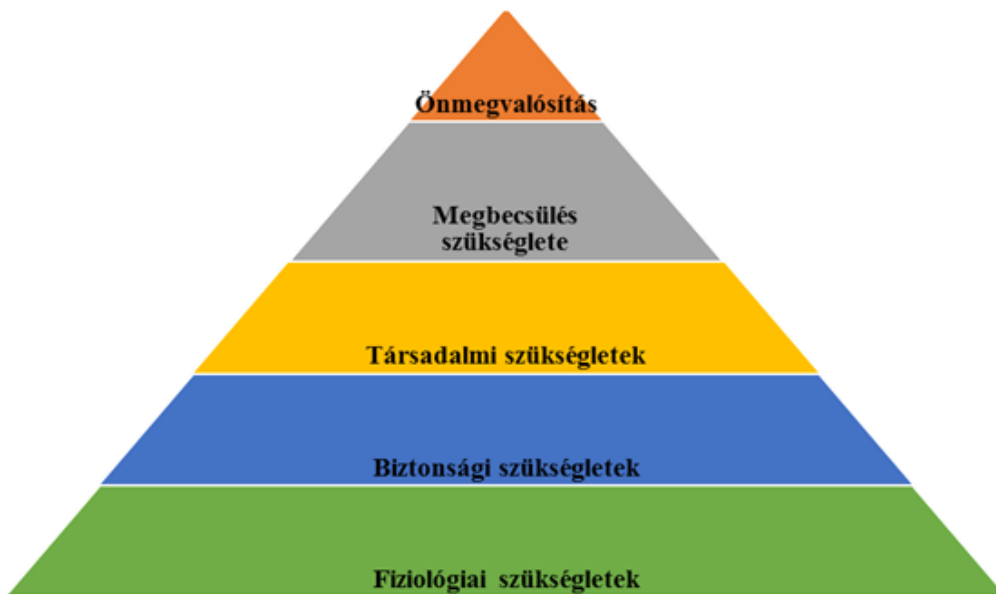 Önmegvalósítás
Megbecsülés
szükséglete
Társadalmi szükségletek
Biztonsági szükségletek
Fiziológiai szükségletek